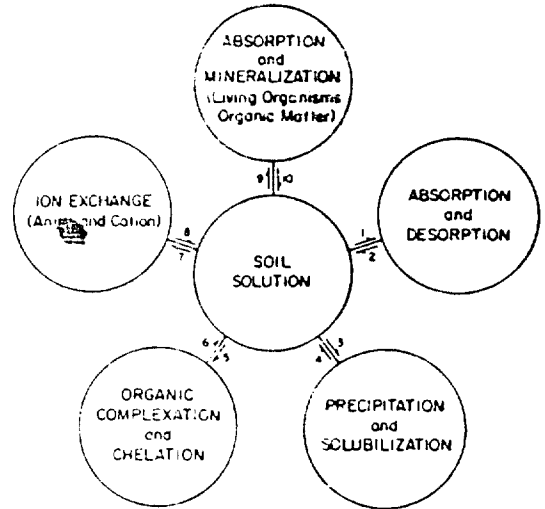 ABSORPTION
and
MINERALIZATION
(Living Organisms
Organic Matter)
9 10
ION EXCHANGE
and Cation)
8
7
ABSORPTION
and
DESORPTION
1
2
SOIL
SOLUTION
6
5
3
4
ORGANIC
COMPLEXATION
and
CHELATION
PRECIPITATION
and
SOLUBILIZATION